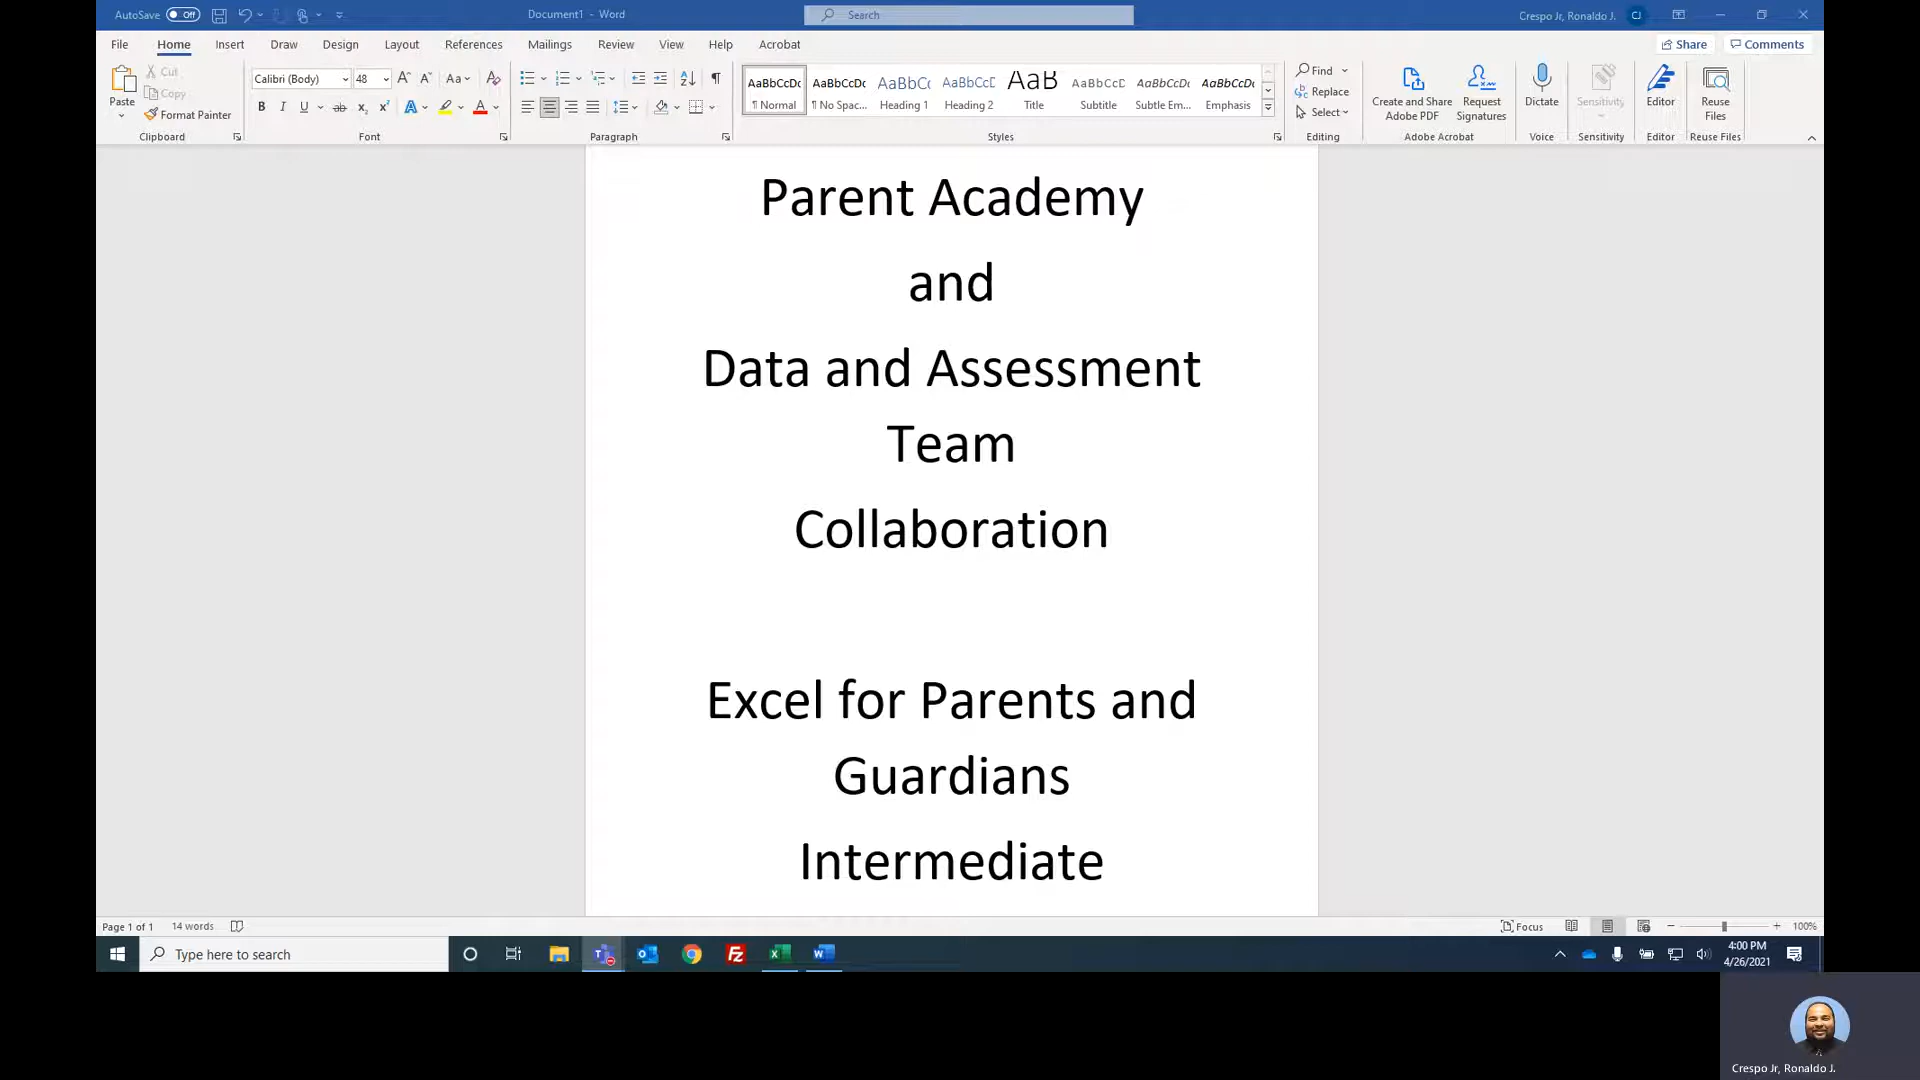 AutoSave Off Document1 - Word Search Crespo Jr, Ronaldo J. CJ
File Home Insert Draw Design Layout References Mailings Review View Help Acrobat Share Comments
Paste Cut Copy Format Painter
Calibri (Body) 48
AaBbCcDc AaBbCcDc AaBbCc AaBbCcD AaB AaBbCcD AaBbCcDc AaBbCcDc
¶ Normal ¶ No Spac... Heading 1 Heading 2 Title Subtitle Subtle Em... Emphasis
Find
Replace
Select
Create and Share Adobe PDF
Request Signatures
Dictate
Sensitivity
Editor
Reuse Files
Clipboard Font Paragraph Styles Editing Adobe Acrobat Voice Sensitivity Editor Reuse Files
Parent Academy
and
Data and Assessment
Team
Collaboration
Excel for Parents and
Guardians
Intermediate
Page 1 of 1 14 words Focus 100%
Type here to search
4:00 PM
4/26/2021
Crespo Jr, Ronaldo J.